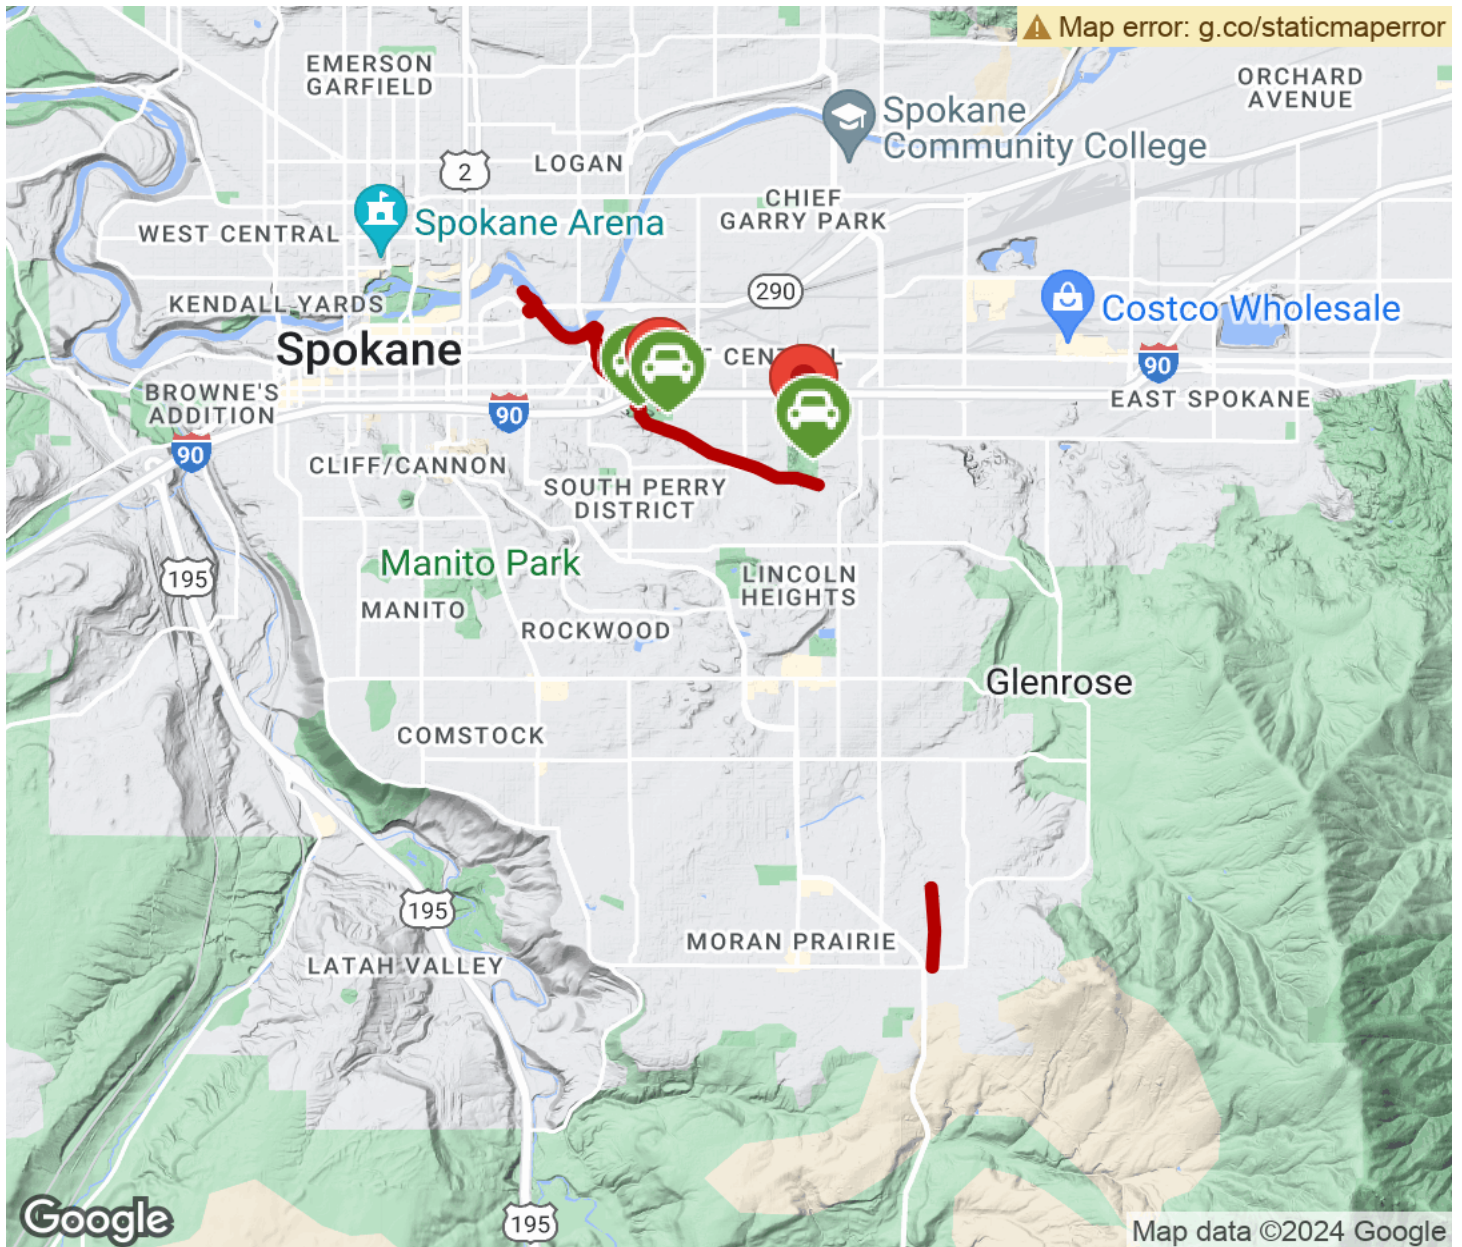 Map error: g.co/staticmaperror
EMERSON
GARFIELD
ORCHARD
AVENUE
Spokane
Community College
2
LOGAN
CHIEF
GARRY PARK
Spokane Arena
WEST CENTRAL
290
KENDALL YARDS
Costco Wholesale
Spokane
T CENTRAL
90
BROWNE'S
ADDITION
90
EAST SPOKANE
90
CLIFF/CANNON
SOUTH PERRY
DISTRICT
Manito Park
195
LINCOLN
HEIGHTS
MANITO
ROCKWOOD
Glenrose
COMSTOCK
195
MORAN PRAIRIE
LATAH VALLEY
195
Google
Map data ©2024 Google